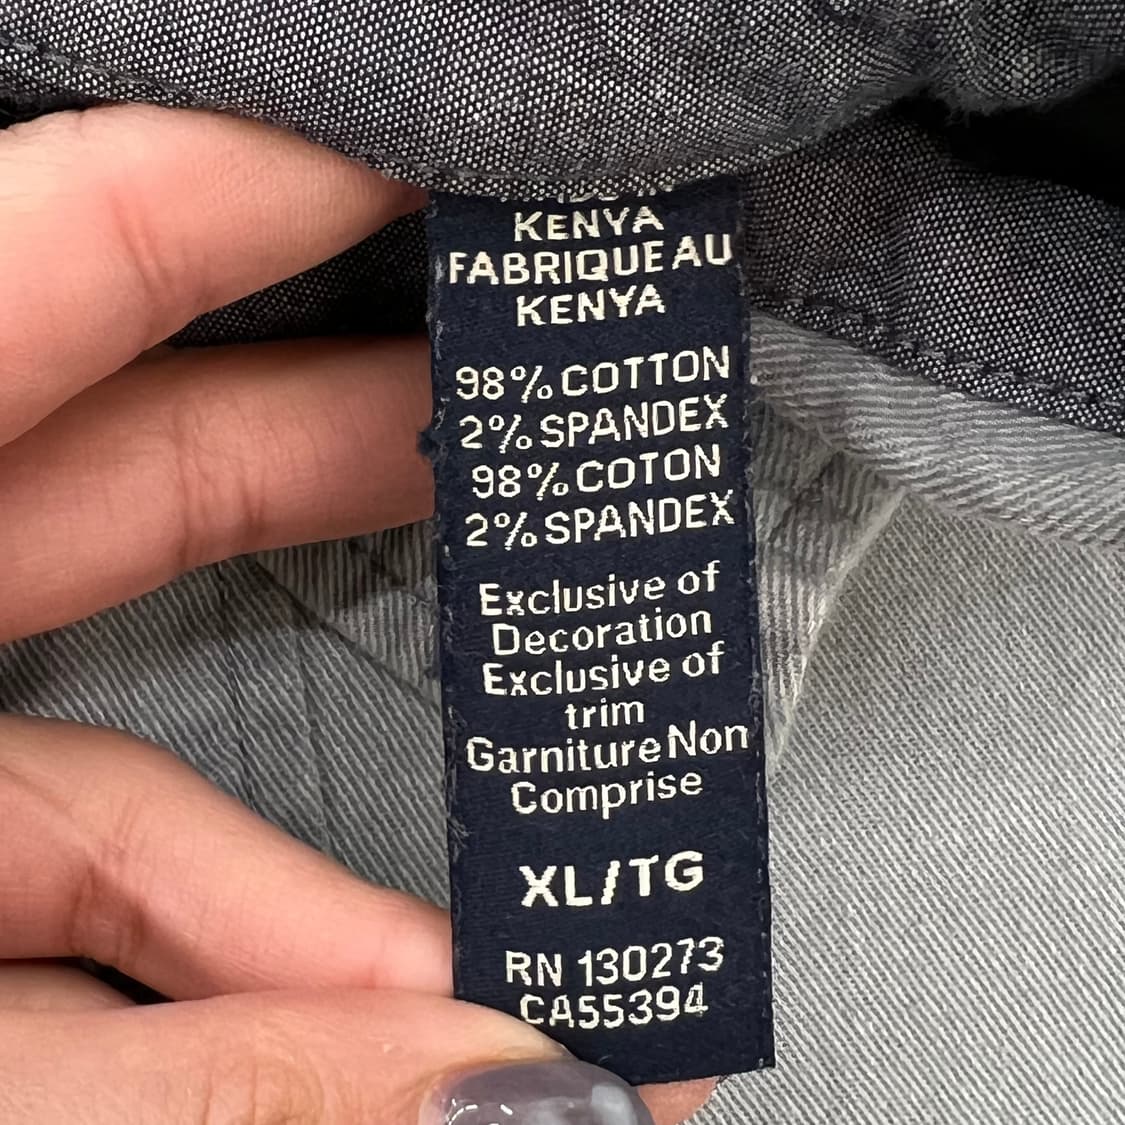 KENYA
FABRIQUE AU
KENYA
98% COTTON
2% SPANDEX
98% COTON
2% SPANDEX
Exclusive of
Decoration
Exclusive of
trim
Garniture Non
Comprise
XL/TG
RN 130273
CA55394